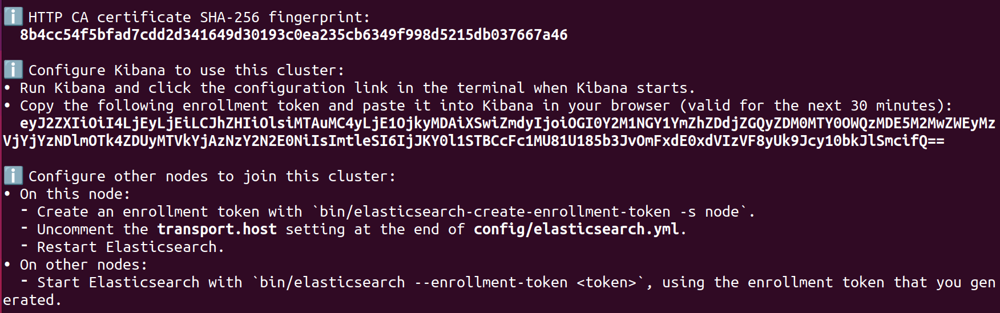 ℹ️ HTTP CA certificate SHA-256 fingerprint:
8b4cc54f5bfad7cdd2d341649d30193c0ea235cb6349f998d5215db037667a46
ℹ️ Configure Kibana to use this cluster:
• Run Kibana and click the configuration link in the terminal when Kibana starts.
• Copy the following enrollment token and paste it into Kibana in your browser (valid for the next 30 minutes):
eyJ2ZXIiOiI4LjEyLjEiLCJhZHIiOlsiMTAuMC4yLjE1OjkyMDAiXSwiZmdyIjoiOGI0Y2M1NGY1YmZhZDdjZGQyZDM0MTY0OWQzMDE5M2MwZWEyMz
VjYjYzNDlmOTk4ZDUyMTVkYjAzNzY2N2E0NiIsImtleSI6IjJKY0l1STBCcFc1MU81U185b3JvOmFxdE0xdVIzVF8yUk9Jcy10bkJlSmcifQ==
ℹ️ Configure other nodes to join this cluster:
• On this node:
- Create an enrollment token with `bin/elasticsearch-create-enrollment-token -s node`.
- Uncomment the transport.host setting at the end of config/elasticsearch.yml.
- Restart Elasticsearch.
• On other nodes:
- Start Elasticsearch with `bin/elasticsearch --enrollment-token <token>`, using the enrollment token that you gen
erated.